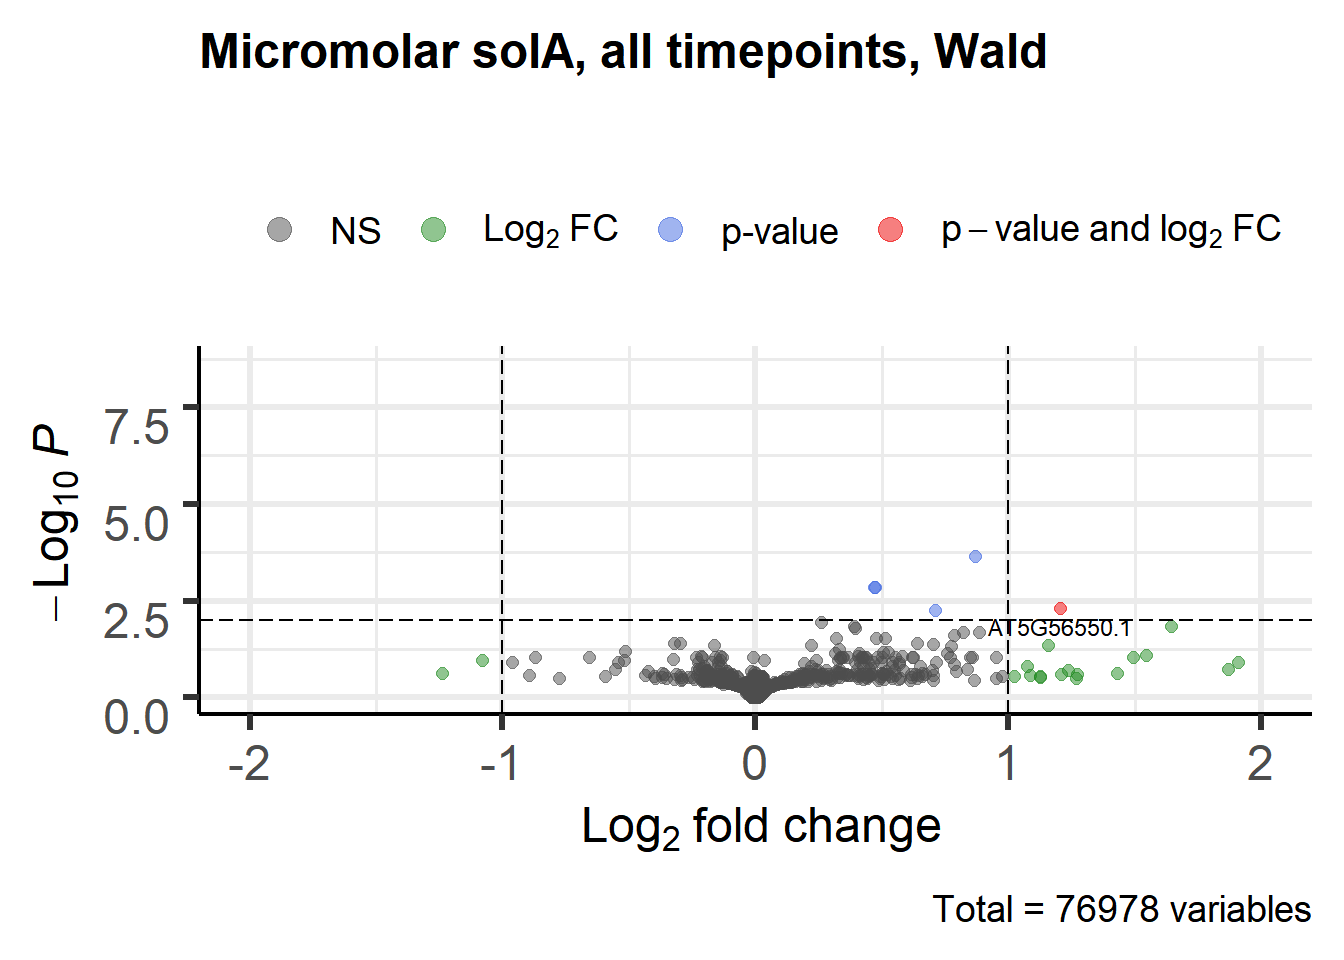 Micromolar solA, all timepoints, Wald
NS Log₂ FC p-value p – value and log₂ FC
– Log₁₀ P
7.5
5.0
2.5
0.0
AT5G56550.1
-2 -1 0 1 2
Log₂ fold change
Total = 76978 variables